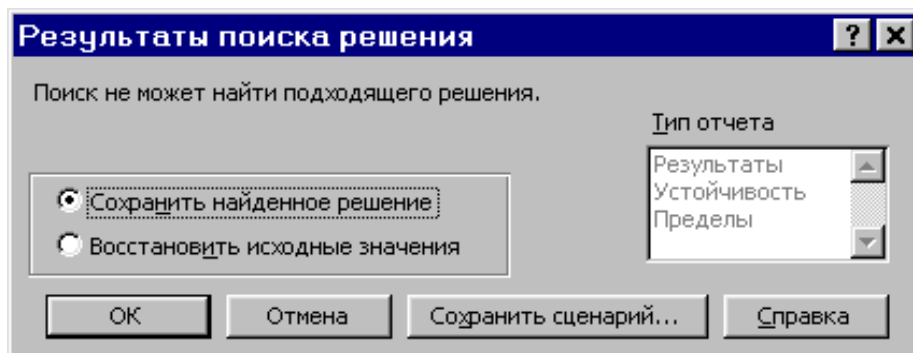 Результаты поиска решения
?
Поиск не может найти подходящего решения.
Тип отчета
Результаты
Устойчивость
Пределы
Сохранить найденное решение
Восстановить исходные значения
ОК
Отмена
Сохранить сценарий...
Справка